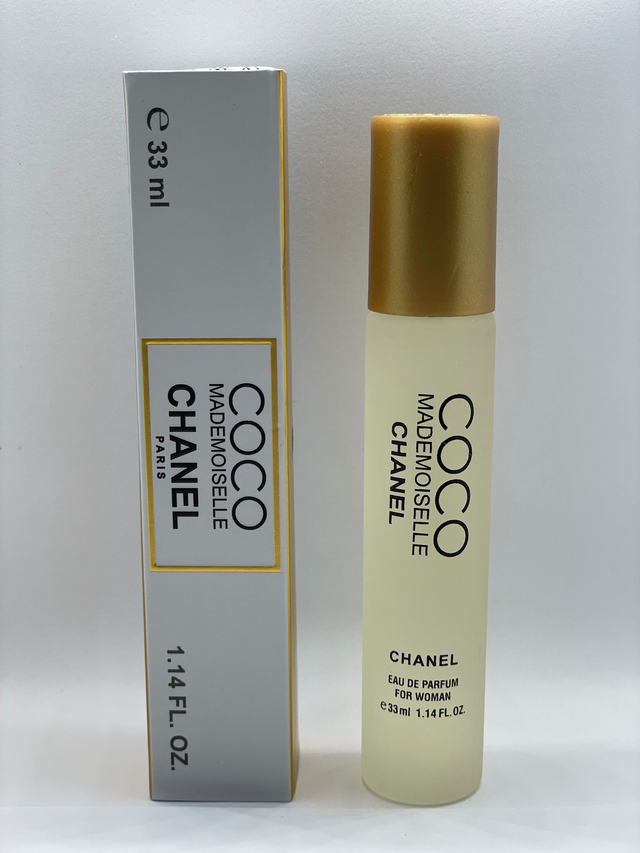 e 33 ml
COCO
MADEMOISELLE
CHANEL
PARIS
1.14 FL. OZ.
COCO
MADEMOISELLE
CHANEL
CHANEL
EAU DE PARFUM
FOR WOMAN
e 33ml 1.14 FL. OZ.